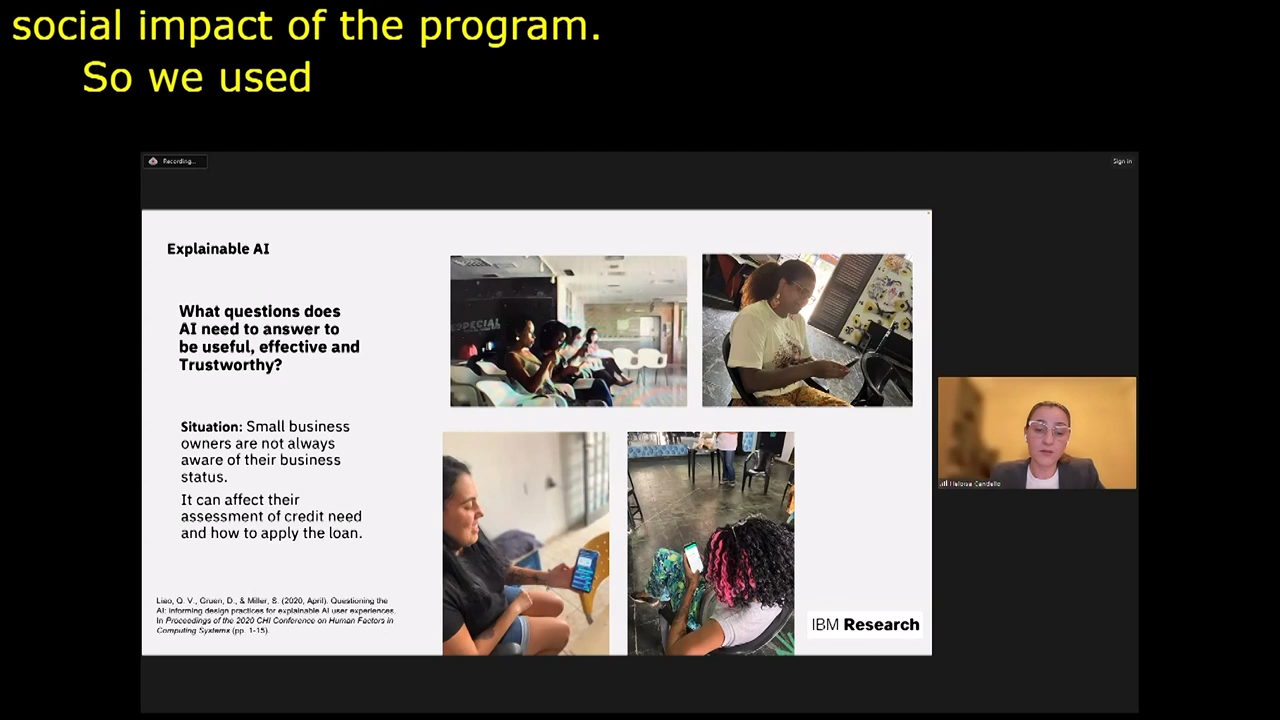 social impact of the program.
So we used
Recording...
Sign in
Explainable AI
What questions does
AI need to answer to
be useful, effective and
Trustworthy?
Situation: Small business
owners are not always
aware of their business
status.
It can affect their
assessment of credit need
and how to apply the loan.
Liao, Q. V., Gruen, D., & Miller, S. (2020, April). Questioning the
AI: informing design practices for explainable AI user experiences.
In Proceedings of the 2020 CHI Conference on Human Factors in
Computing Systems (pp. 1-15).
IBM Research
Heloisa Candello